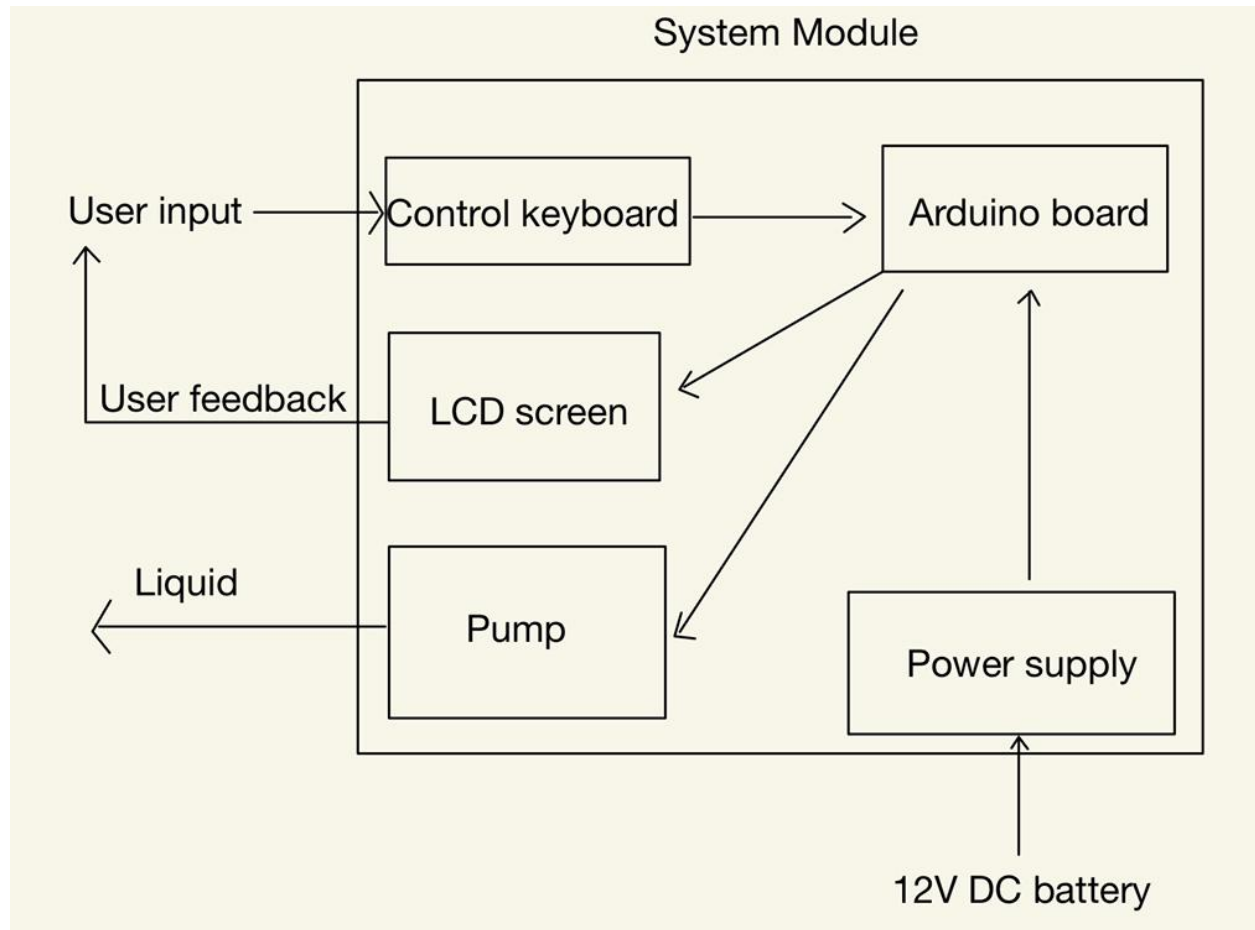 System Module
User input
Control keyboard
Arduino board
User feedback
LCD screen
Liquid
Pump
Power supply
12V DC battery